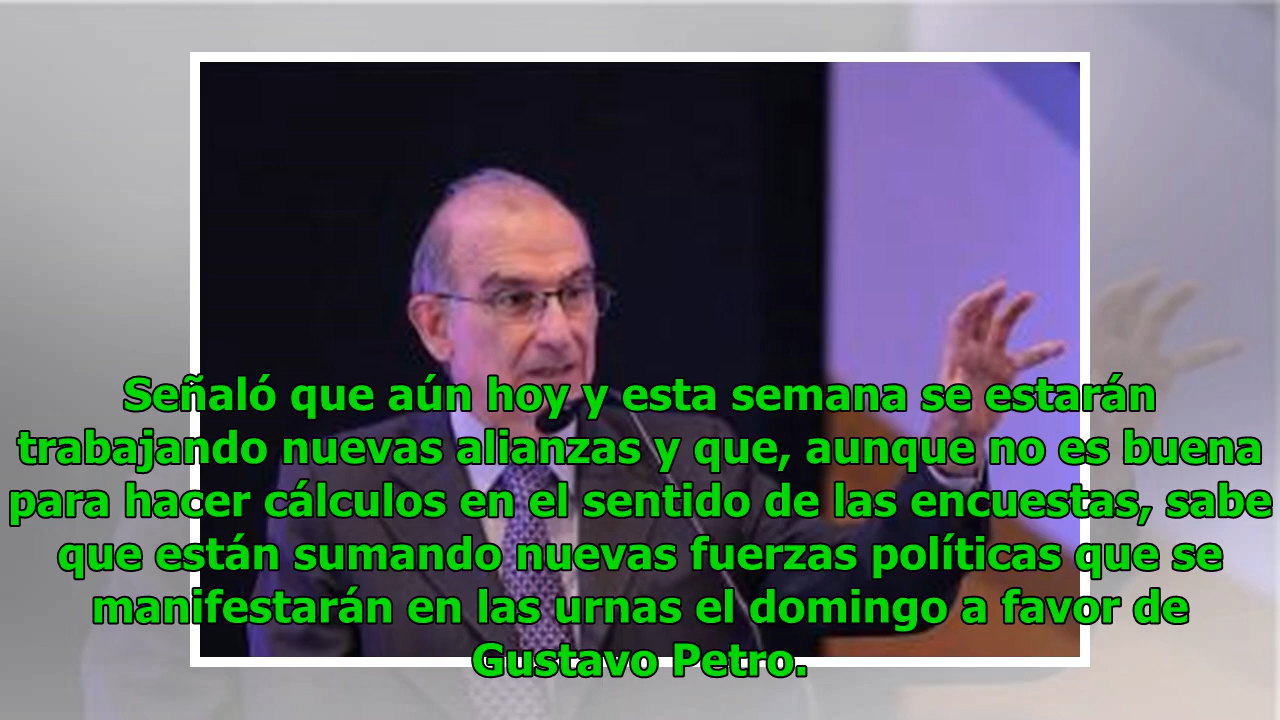 Señaló que aún hoy y esta semana se estarán
trabajando nuevas alianzas y que, aunque no es buena
para hacer cálculos en el sentido de las encuestas, sabe
que están sumando nuevas fuerzas políticas que se
manifestarán en las urnas el domingo a favor de
Gustavo Petro.